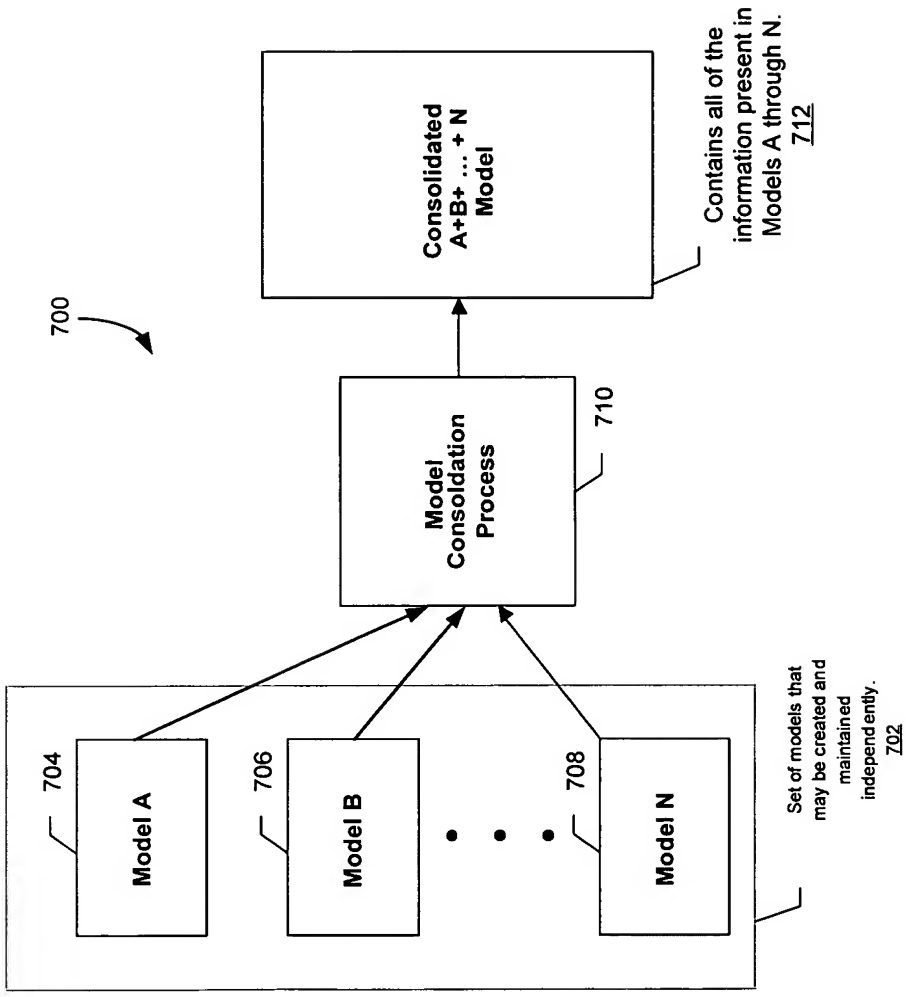 700
704
Model A
706
Model B
708
Model N
Set of models that
may be created and
maintained
independently.
702
Model
Consoldation
Process
710
Consolidated
A+B+ ... + N
Model
Contains all of the
information present in
Models A through N.
712